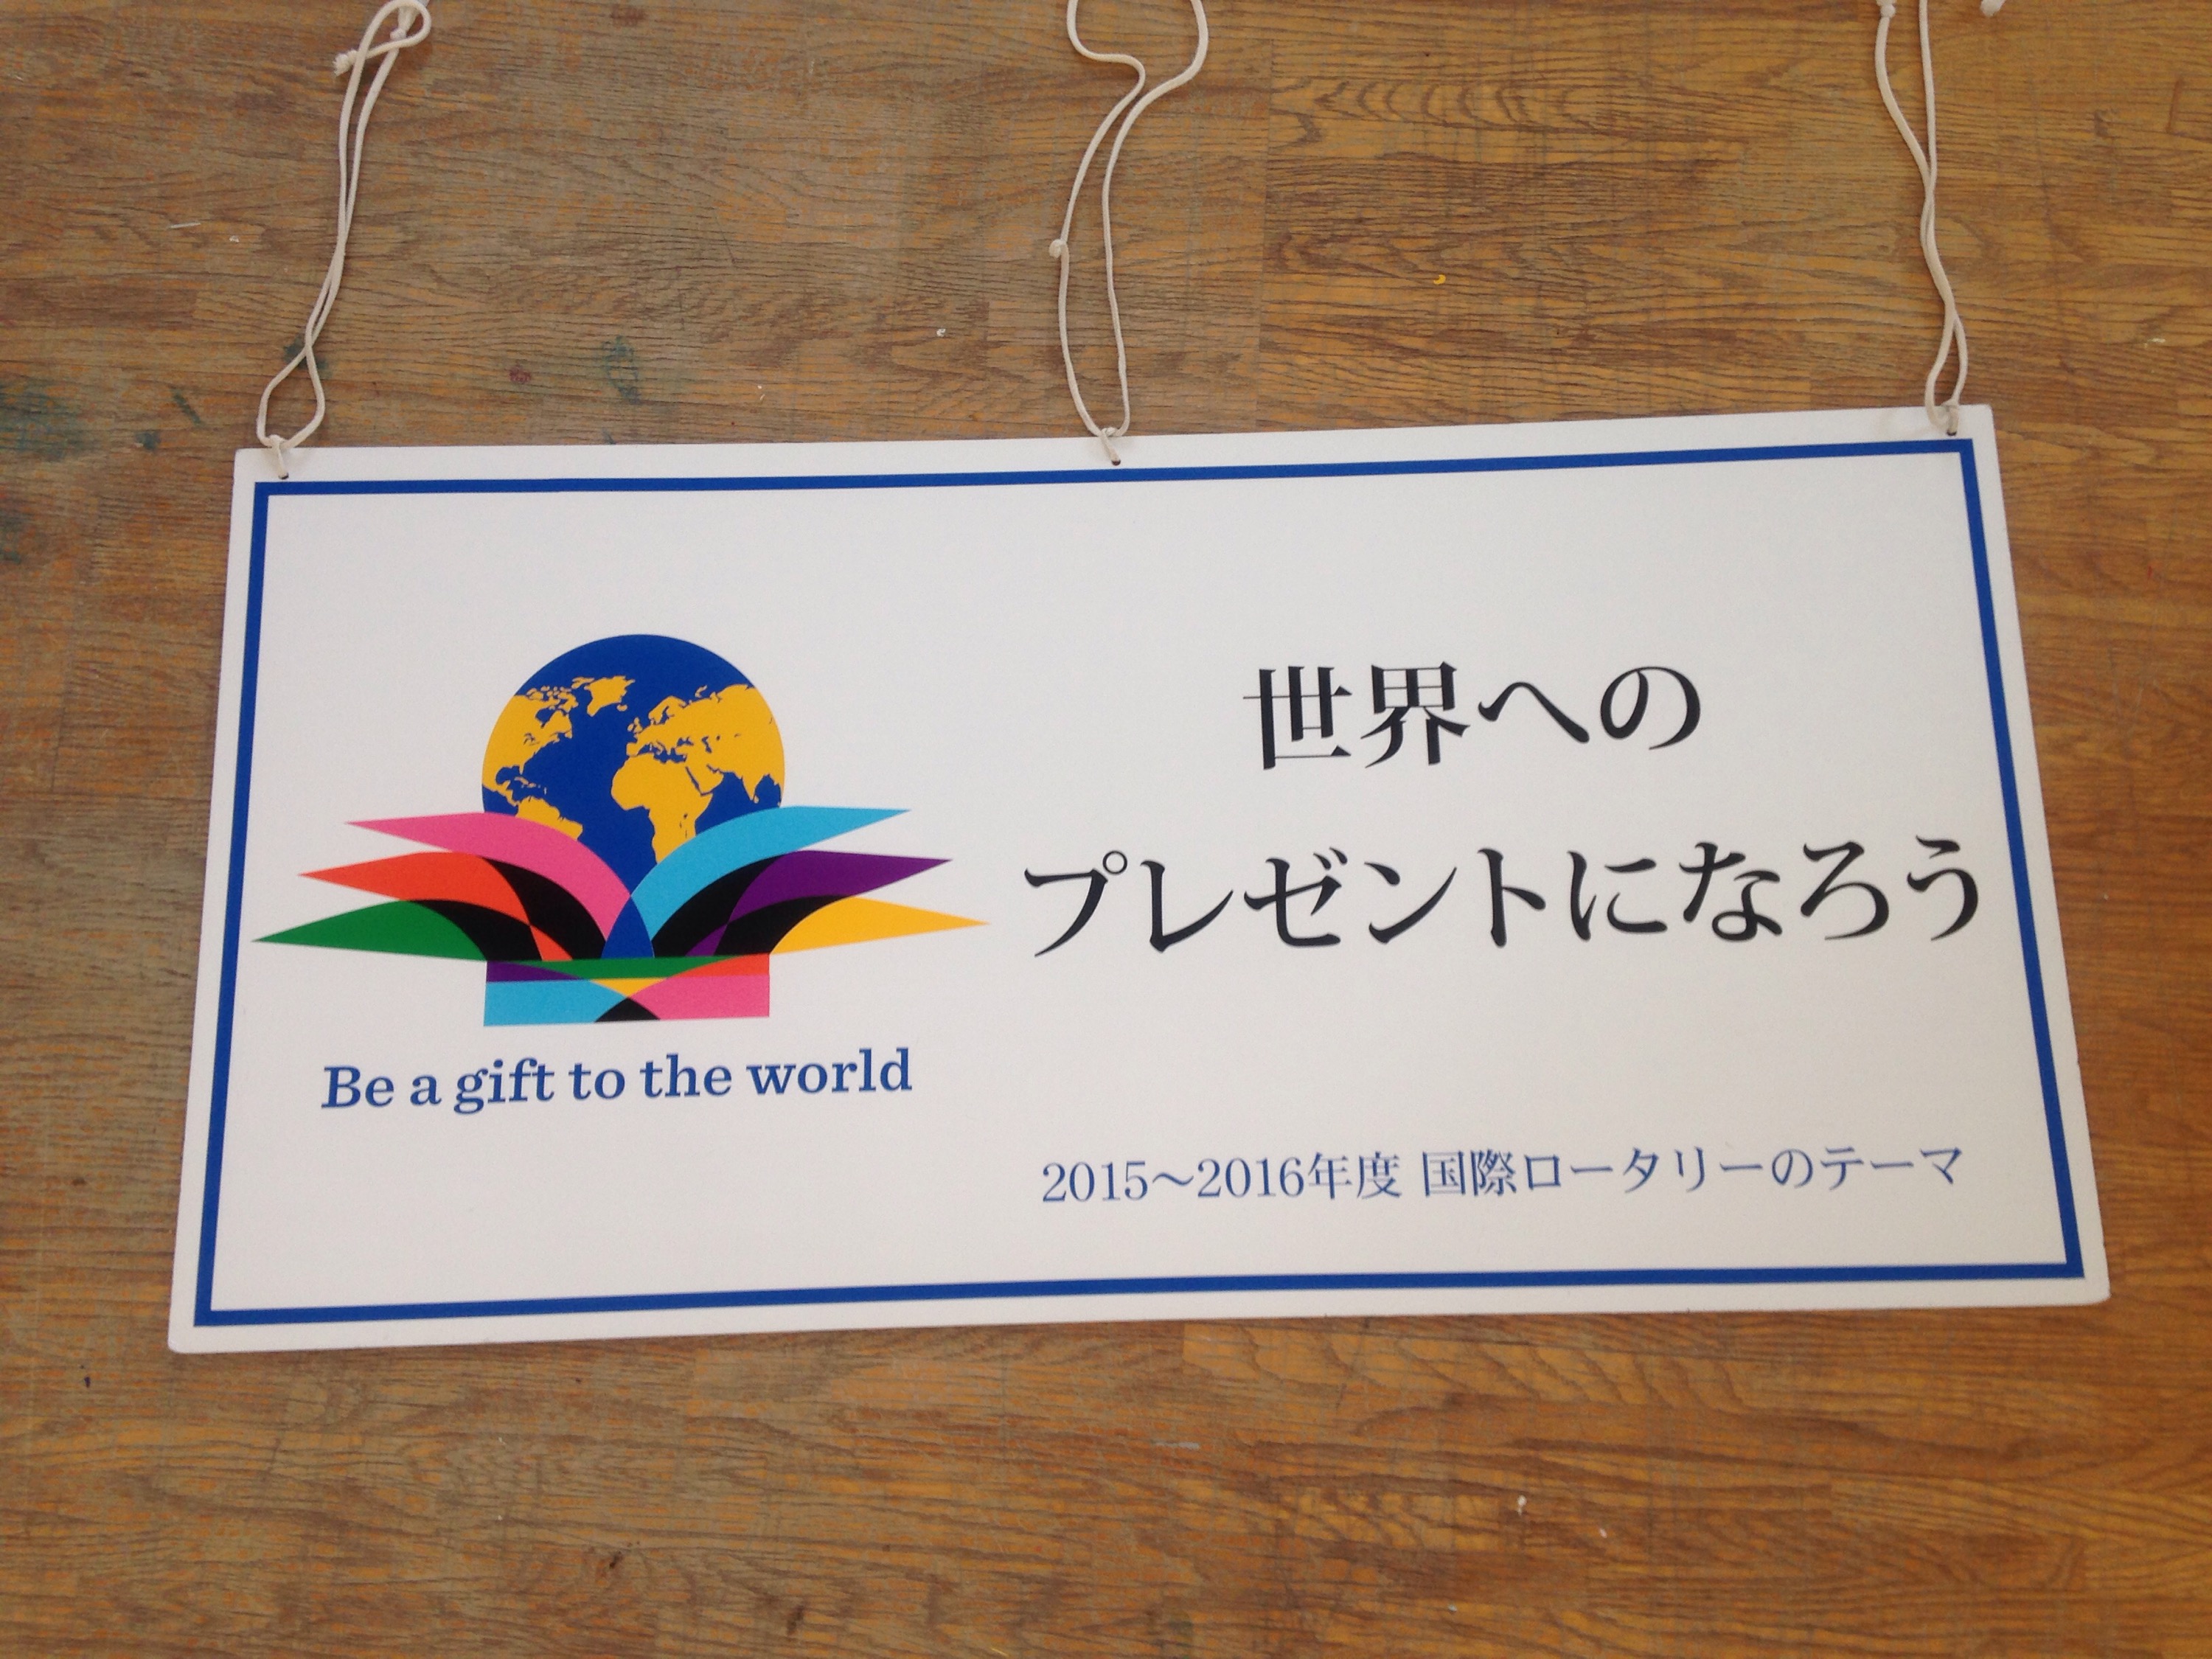 Be a gift to the world
世界への
プレゼントになろう
2015～2016年度 国際ロータリーのテーマ